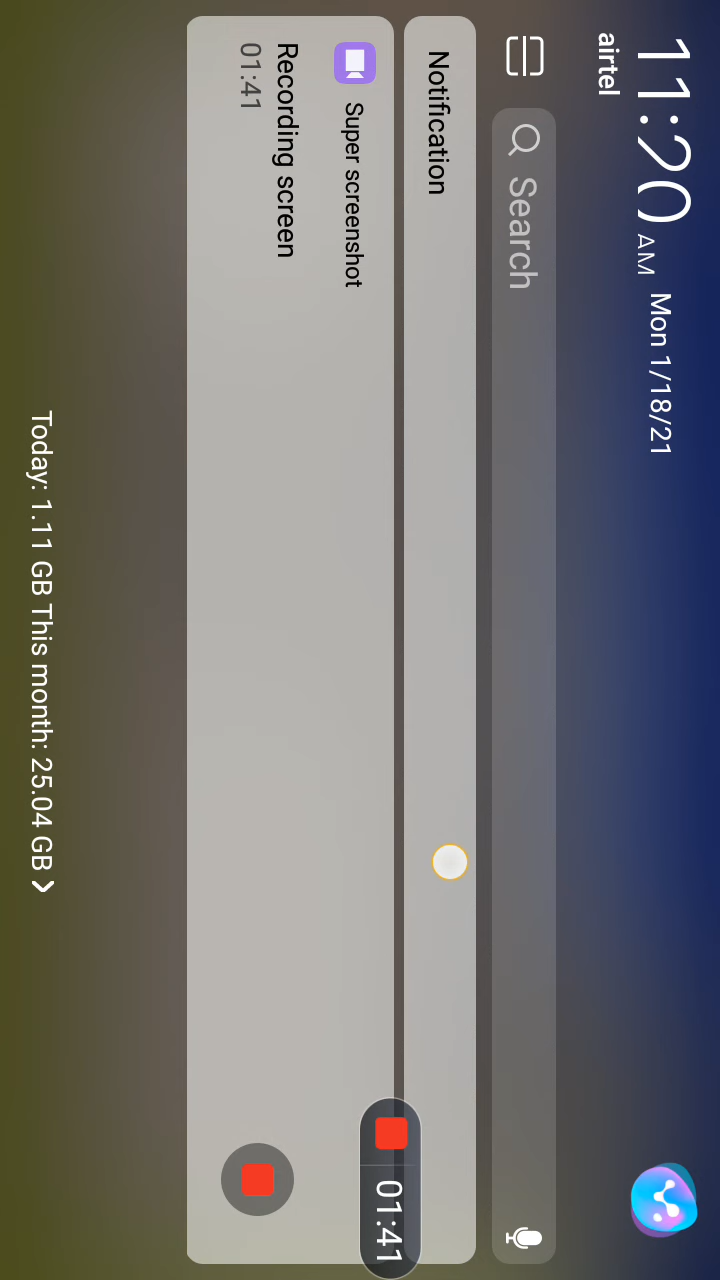 11:20 AM Mon 1/18/21
airtel
Search
Notification
Super screenshot
Recording screen
01:41
01:41
Today: 1.11 GB This month: 25.04 GB